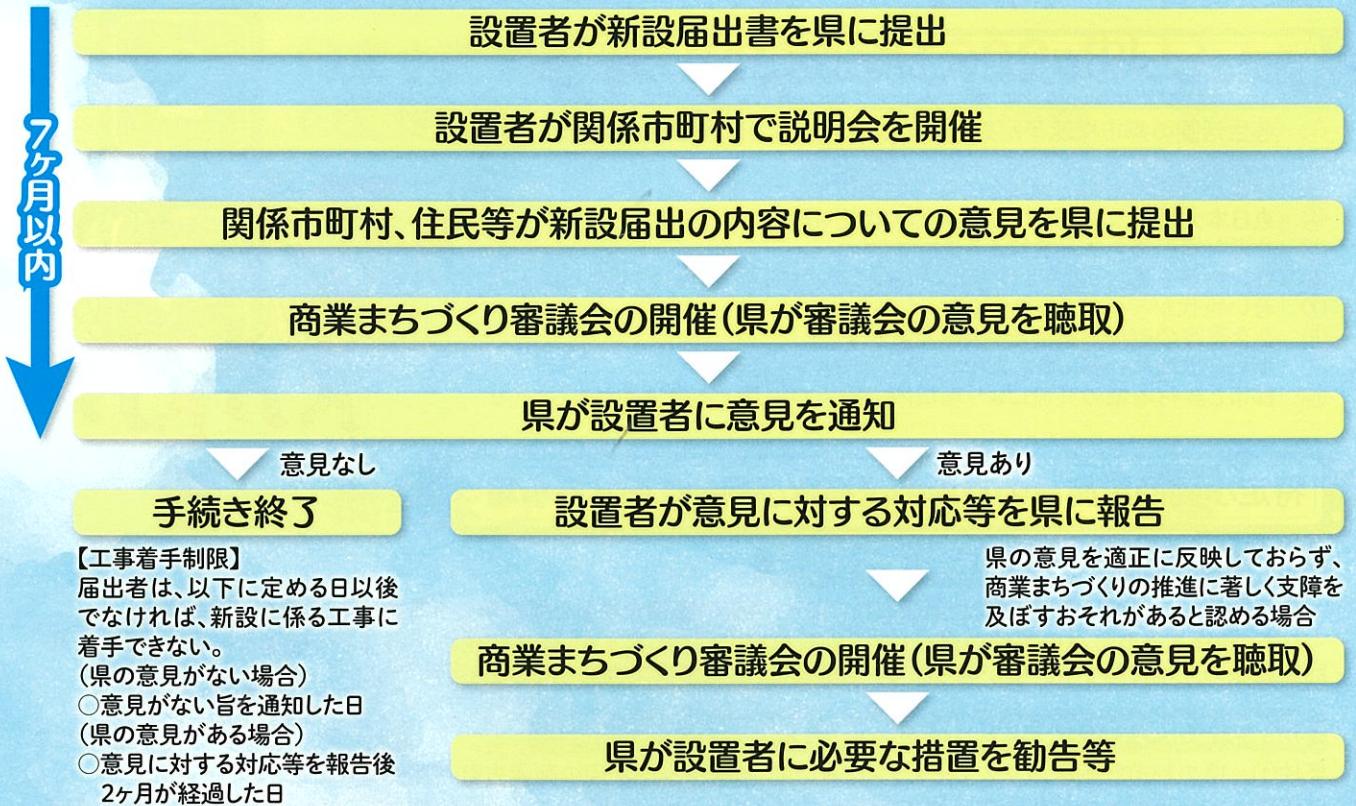 設置者が新設届出書を県に提出
7ヶ月以内
設置者が関係市町村で説明会を開催
関係市町村、住民等が新設届出の内容についての意見を県に提出
商業まちづくり審議会の開催(県が審議会の意見を聴取)
県が設置者に意見を通知
意見なし
意見あり
手続き終了
【工事着手制限】
届出者は、以下に定める日以後
でなければ、新設に係る工事に
着手できない。
(県の意見がない場合)
○意見がない旨を通知した日
(県の意見がある場合)
○意見に対する対応等を報告後
2ヶ月が経過した日
設置者が意見に対する対応等を県に報告
県の意見を適正に反映しておらず、
商業まちづくりの推進に著しく支障を
及ぼすおそれがあると認める場合
商業まちづくり審議会の開催(県が審議会の意見を聴取)
県が設置者に必要な措置を勧告等